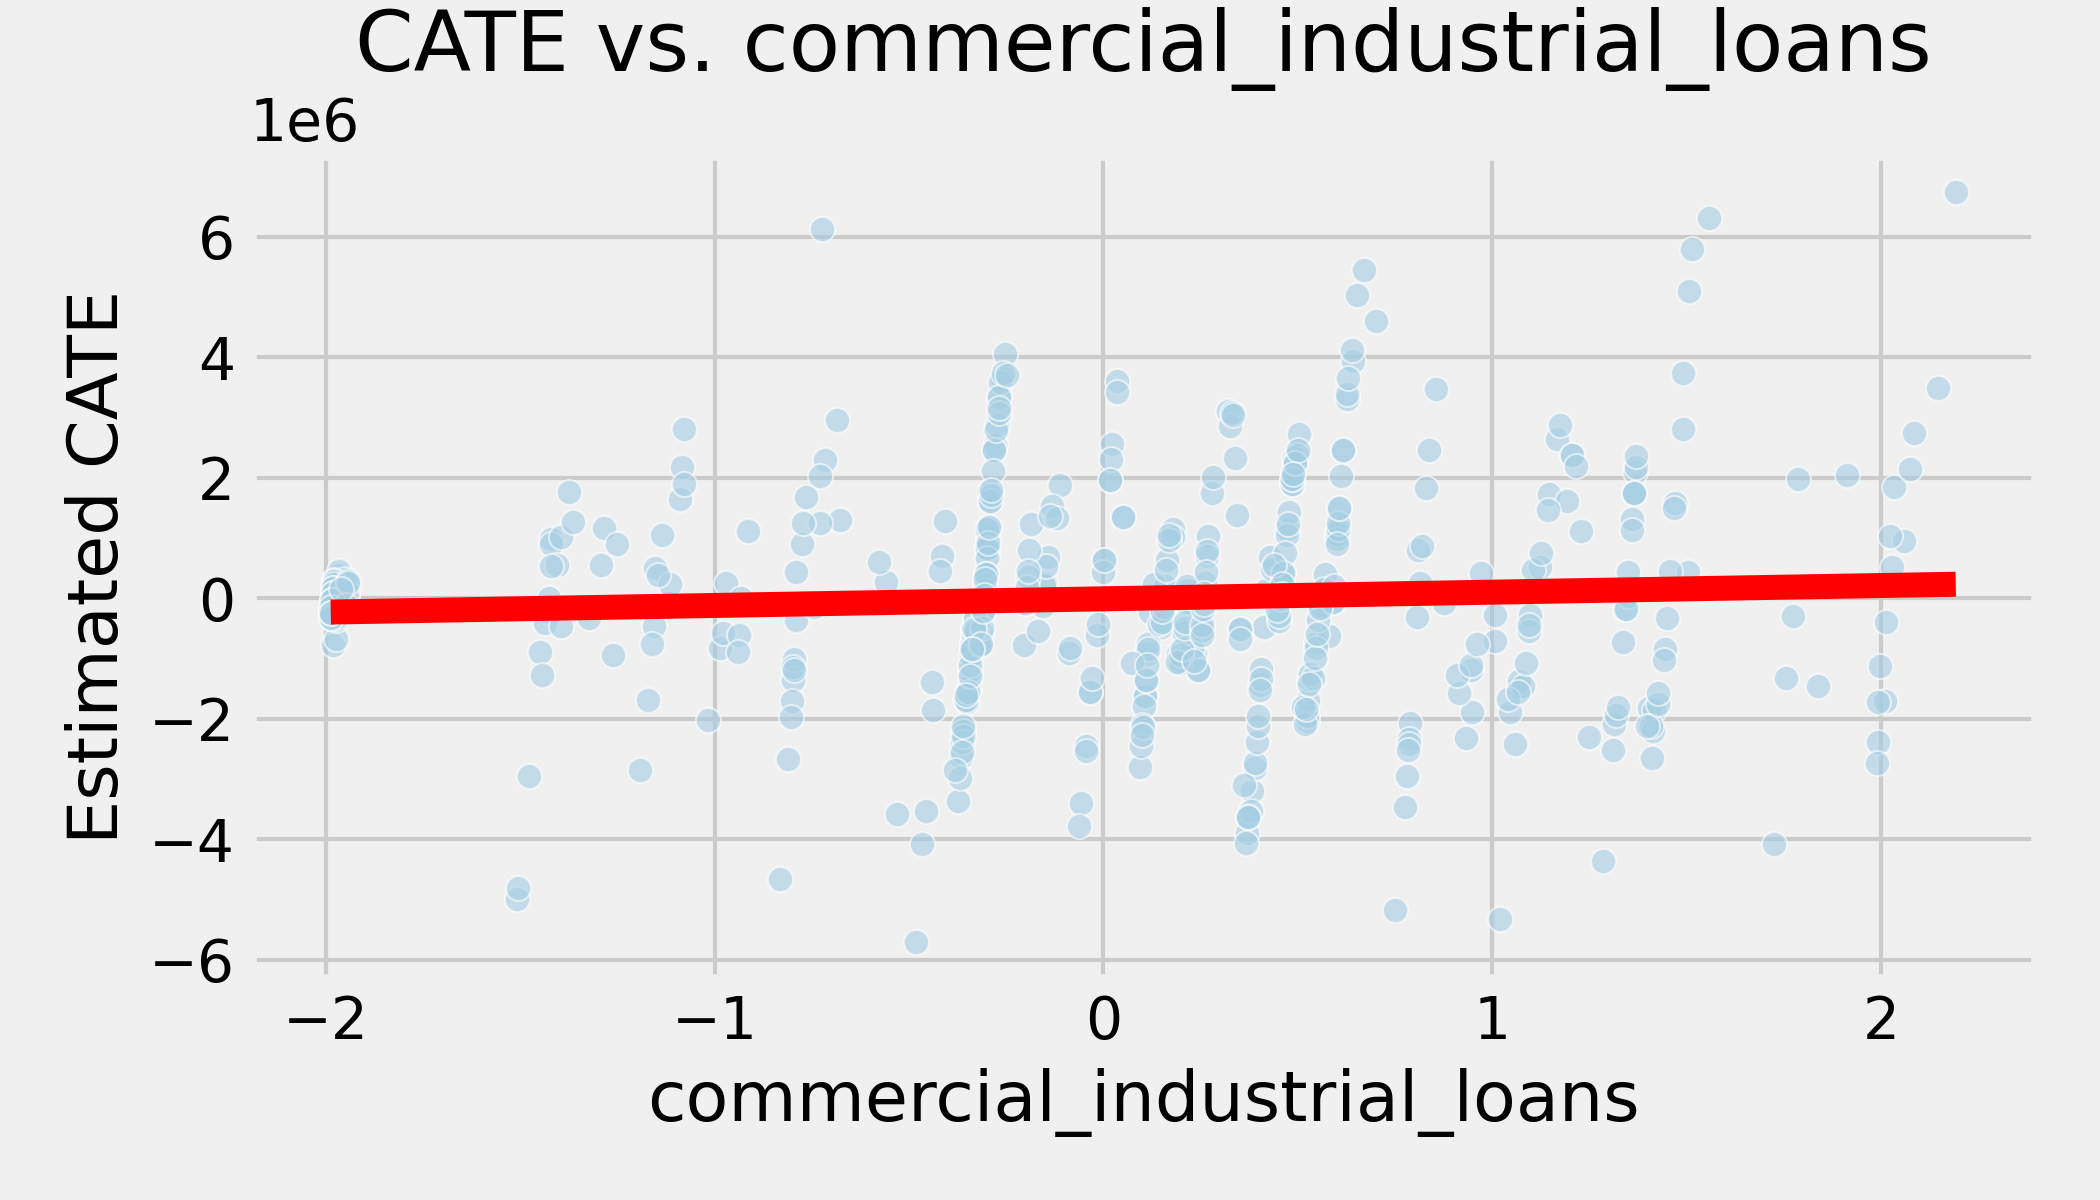 CATE vs. commercial_industrial_loans
1e6
6
4
2
0
−2
−4
−6
Estimated CATE
−2 −1 0 1 2
commercial_industrial_loans